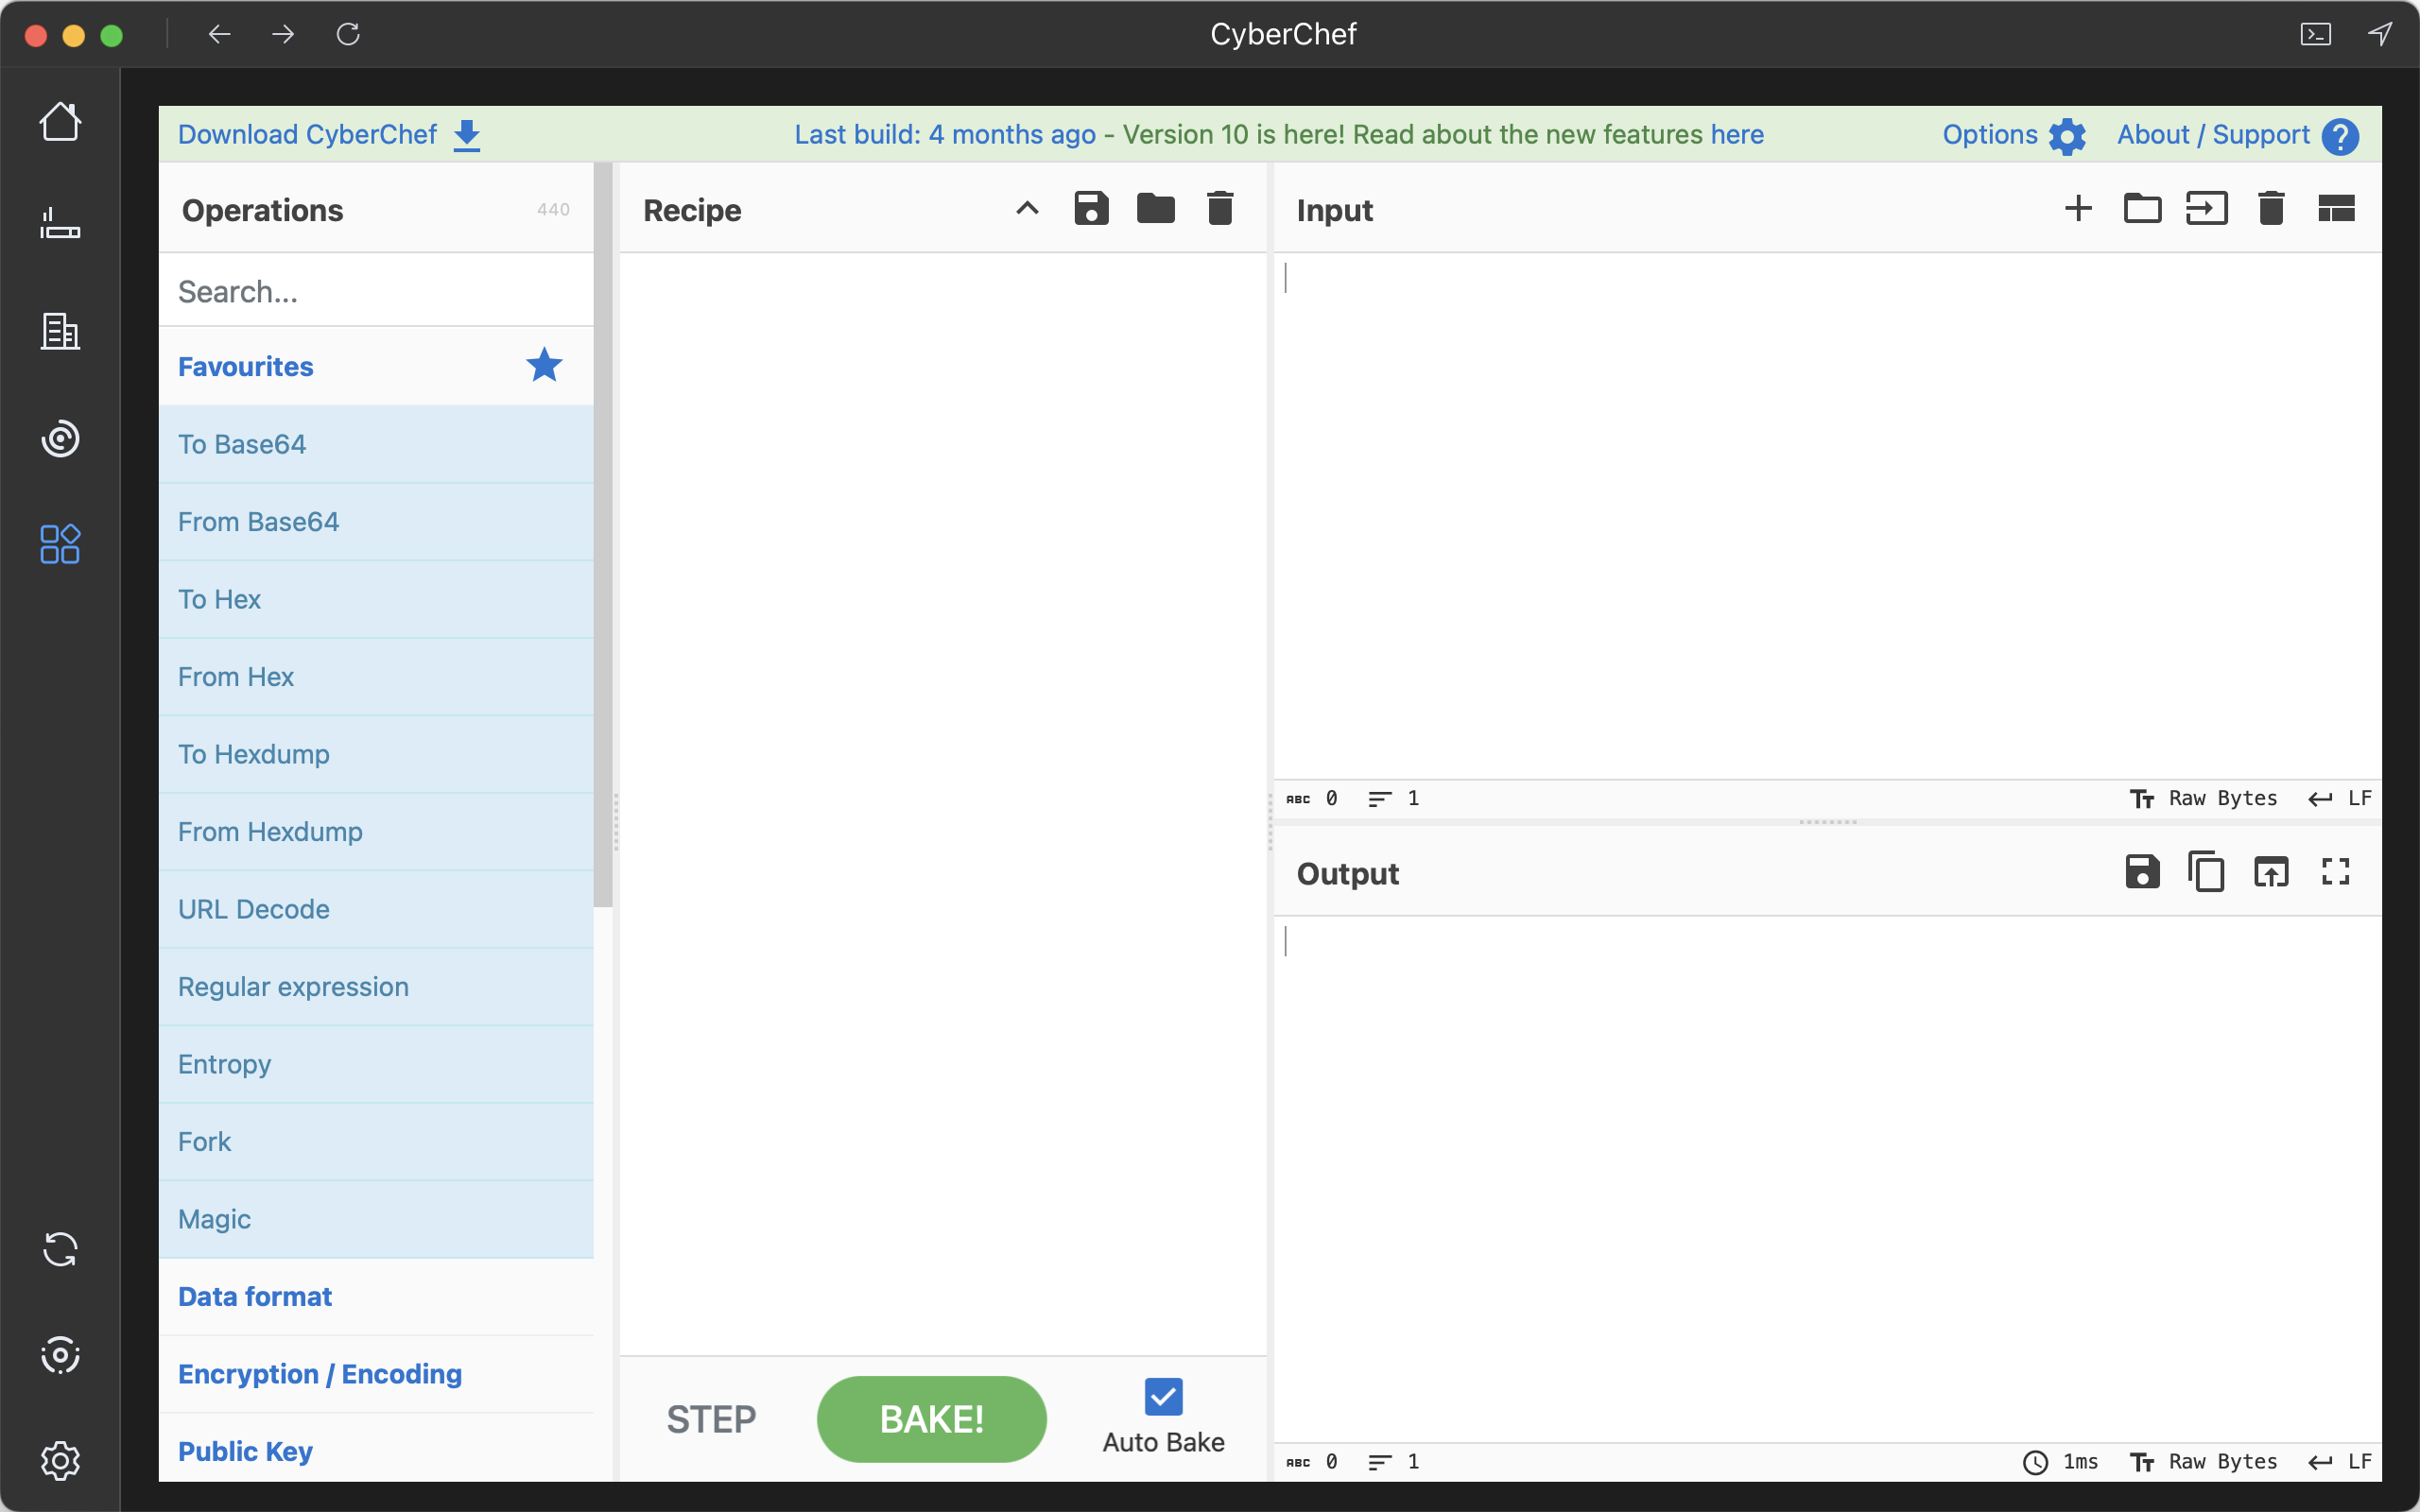 CyberChef
Download CyberChef
Last build: 4 months ago - Version 10 is here! Read about the new features here
Options
About / Support
Operations
440
Search...
Favourites
To Base64
From Base64
To Hex
From Hex
To Hexdump
From Hexdump
URL Decode
Regular expression
Entropy
Fork
Magic
Data format
Encryption / Encoding
Public Key
Recipe
STEP
BAKE!
Auto Bake
Input
ABC 0 1
Raw Bytes LF
Output
ABC 0 1
1ms Raw Bytes LF